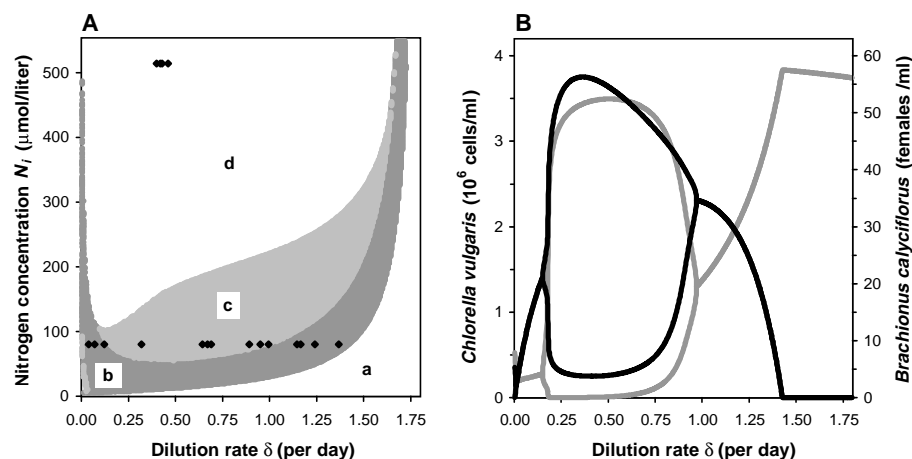 A
Nitrogen concentration Ni (μmol/liter)
500
400
300
200
100
0
d
c
b
a
0.00 0.25 0.50 0.75 1.00 1.25 1.50 1.75
Dilution rate δ (per day)
B
Chlorella vulgaris (10^6 cells/ml)
4
3
2
1
0
60
50
40
30
20
10
0
Brachionus calyciflorus (females /ml)
0.00 0.25 0.50 0.75 1.00 1.25 1.50 1.75
Dilution rate δ (per day)